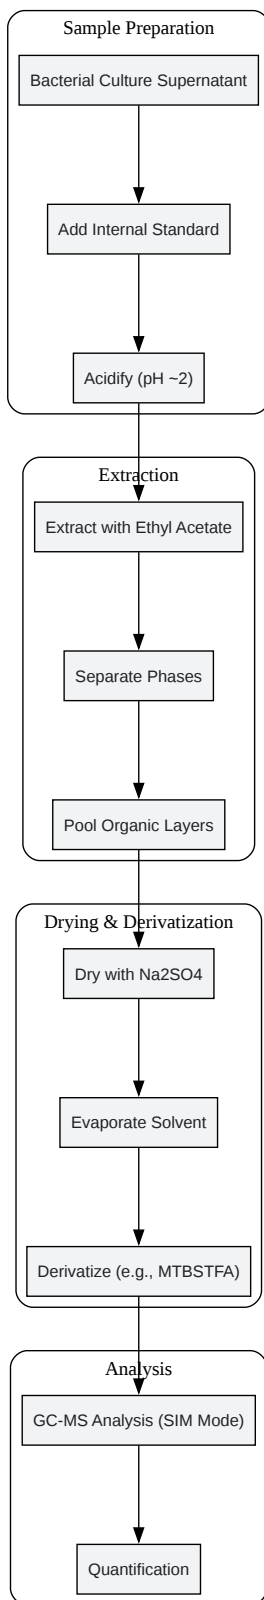 Sample Preparation
Bacterial Culture Supernatant
Add Internal Standard
Acidify (pH ~2)
Extraction
Extract with Ethyl Acetate
Separate Phases
Pool Organic Layers
Drying & Derivatization
Dry with Na2SO4
Evaporate Solvent
Derivatize (e.g., MTBSTFA)
Analysis
GC-MS Analysis (SIM Mode)
Quantification